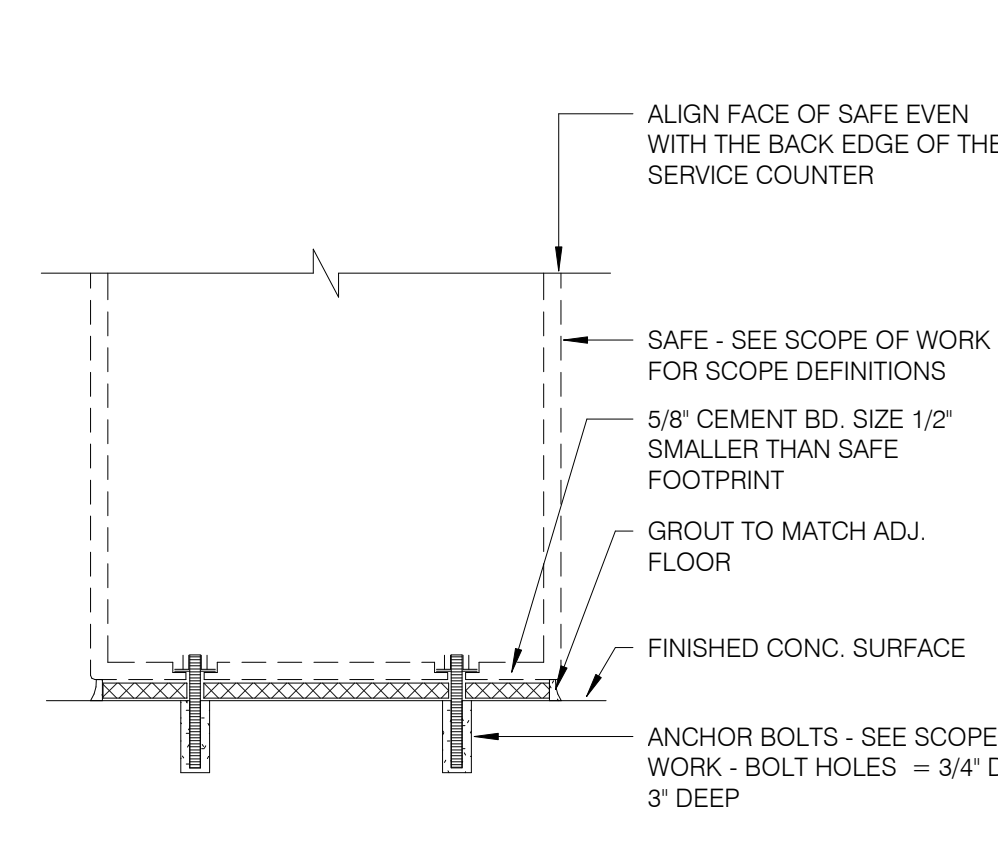 ALIGN FACE OF SAFE EVEN
WITH THE BACK EDGE OF THE
SERVICE COUNTER
SAFE - SEE SCOPE OF WORK
FOR SCOPE DEFINITIONS
5/8" CEMENT BD. SIZE 1/2"
SMALLER THAN SAFE
FOOTPRINT
GROUT TO MATCH ADJ.
FLOOR
FINISHED CONC. SURFACE
ANCHOR BOLTS - SEE SCOPE
WORK - BOLT HOLES = 3/4"
3" DEEP